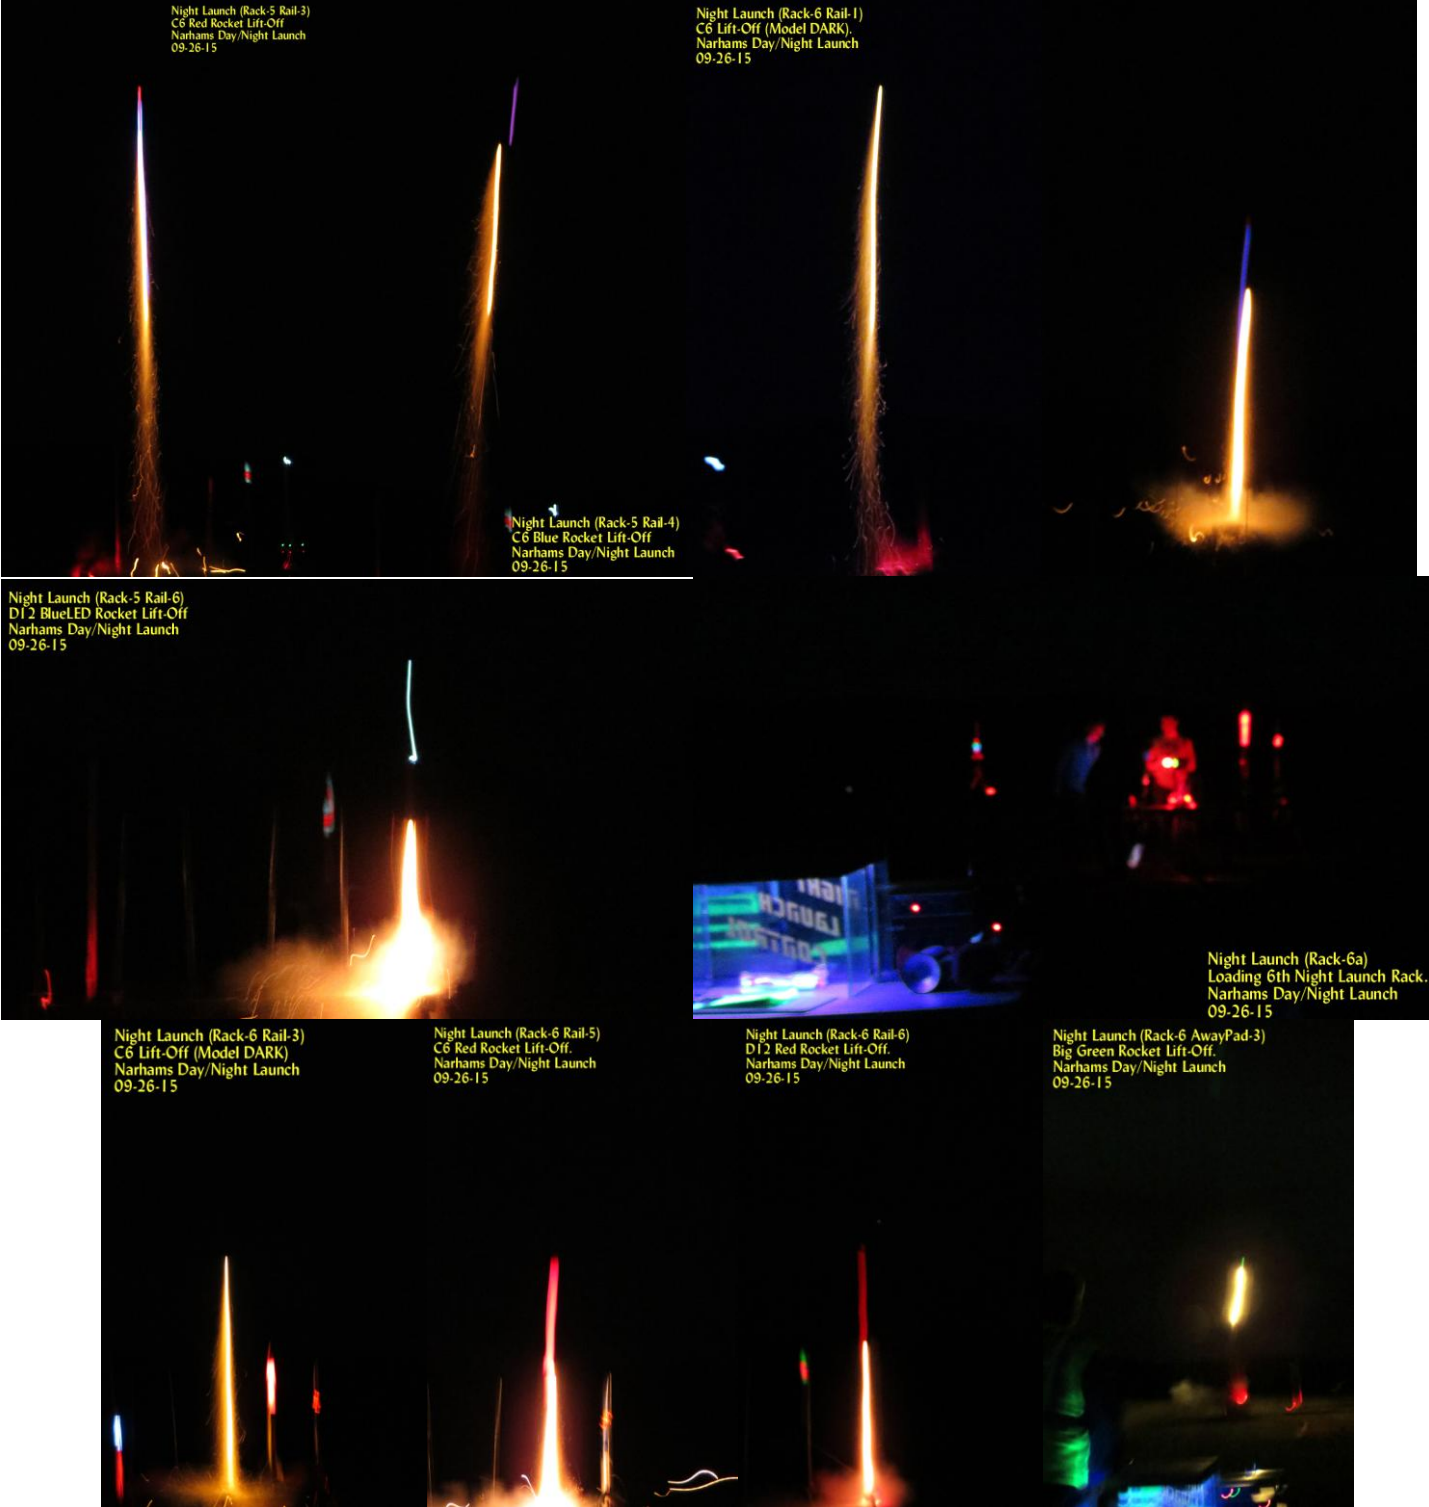 Night Launch (Rack-5 Rail-3)
C6 Red Rocket Lift-Off
Narhams Day/Night Launch
09-26-15
Night Launch (Rack-5 Rail-4)
C6 Blue Rocket Lift-Off
Narhams Day/Night Launch
09-26-15
Night Launch (Rack-6 Rail-1)
C6 Lift-Off (Model DARK).
Narhams Day/Night Launch
09-26-15
Night Launch (Rack-5 Rail-6)
D12 BlueLED Rocket Lift-Off
Narhams Day/Night Launch
09-26-15
NIGHT
LAUNCH
CONTROL
Night Launch (Rack-6a)
Loading 6th Night Launch Rack.
Narhams Day/Night Launch
09-26-15
Night Launch (Rack-6 Rail-3)
C6 Lift-Off (Model DARK)
Narhams Day/Night Launch
09-26-15
Night Launch (Rack-6 Rail-5)
C6 Red Rocket Lift-Off.
Narhams Day/Night Launch
09-26-15
Night Launch (Rack-6 Rail-6)
D12 Red Rocket Lift-Off.
Narhams Day/Night Launch
09-26-15
Night Launch (Rack-6 AwayPad-3)
Big Green Rocket Lift-Off.
Narhams Day/Night Launch
09-26-15